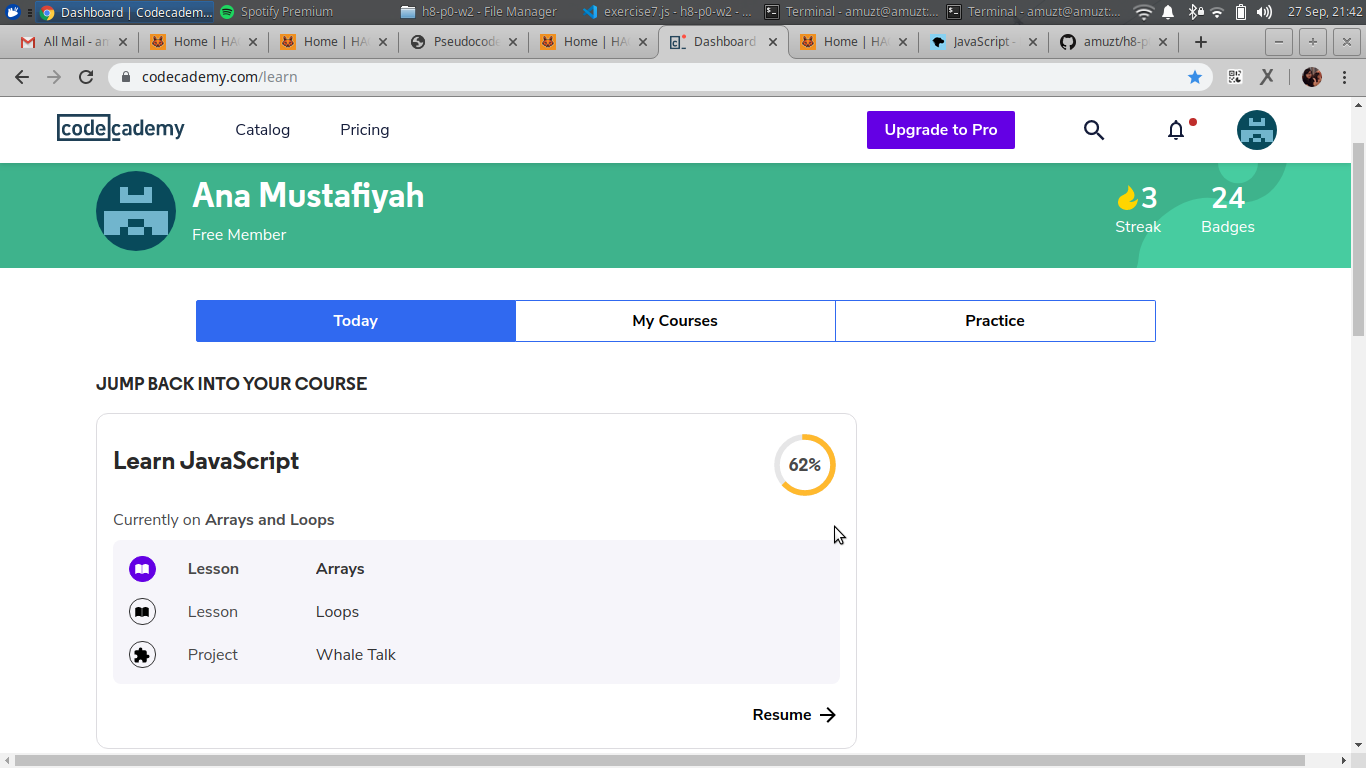 Dashboard | Codecadem...
Spotify Premium
h8-p0-w2 - File Manager
exercise7.js - h8-p0-w2 - ...
Terminal - amuzt@amuzt:...
Terminal - amuzt@amuzt:...
27 Sep, 21:42
All Mail - am
Home | HA
Home | HA
Pseudocode
Home | HA
Dashboard
Home | HA
JavaScript -
amuzt/h8-p
codecademy.com/learn
codecademy
Catalog
Pricing
Upgrade to Pro
Ana Mustafiyah
Free Member
3
Streak
24
Badges
Today
My Courses
Practice
JUMP BACK INTO YOUR COURSE
Learn JavaScript
62%
Currently on Arrays and Loops
Lesson Arrays
Lesson Loops
Project Whale Talk
Resume